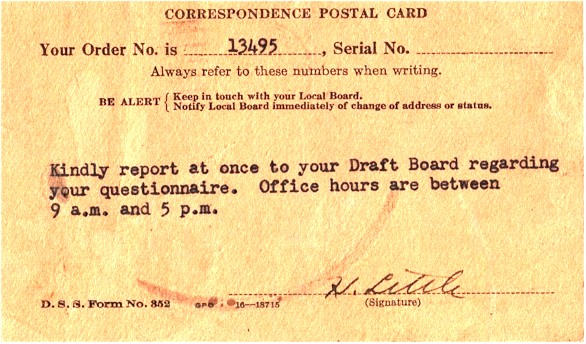 CORRESPONDENCE POSTAL CARD
Your Order No. is 13495, Serial No.
Always refer to these numbers when writing.
BE ALERT { Keep in touch with your Local Board.
Notify Local Board immediately of change of address or status.
Kindly report at once to your Draft Board regarding
your questionnaire. Office hours are between
9 a.m. and 5 p.m.
H. Little
(Signature)
D. S. S. Form No. 352 GPO 16—18715